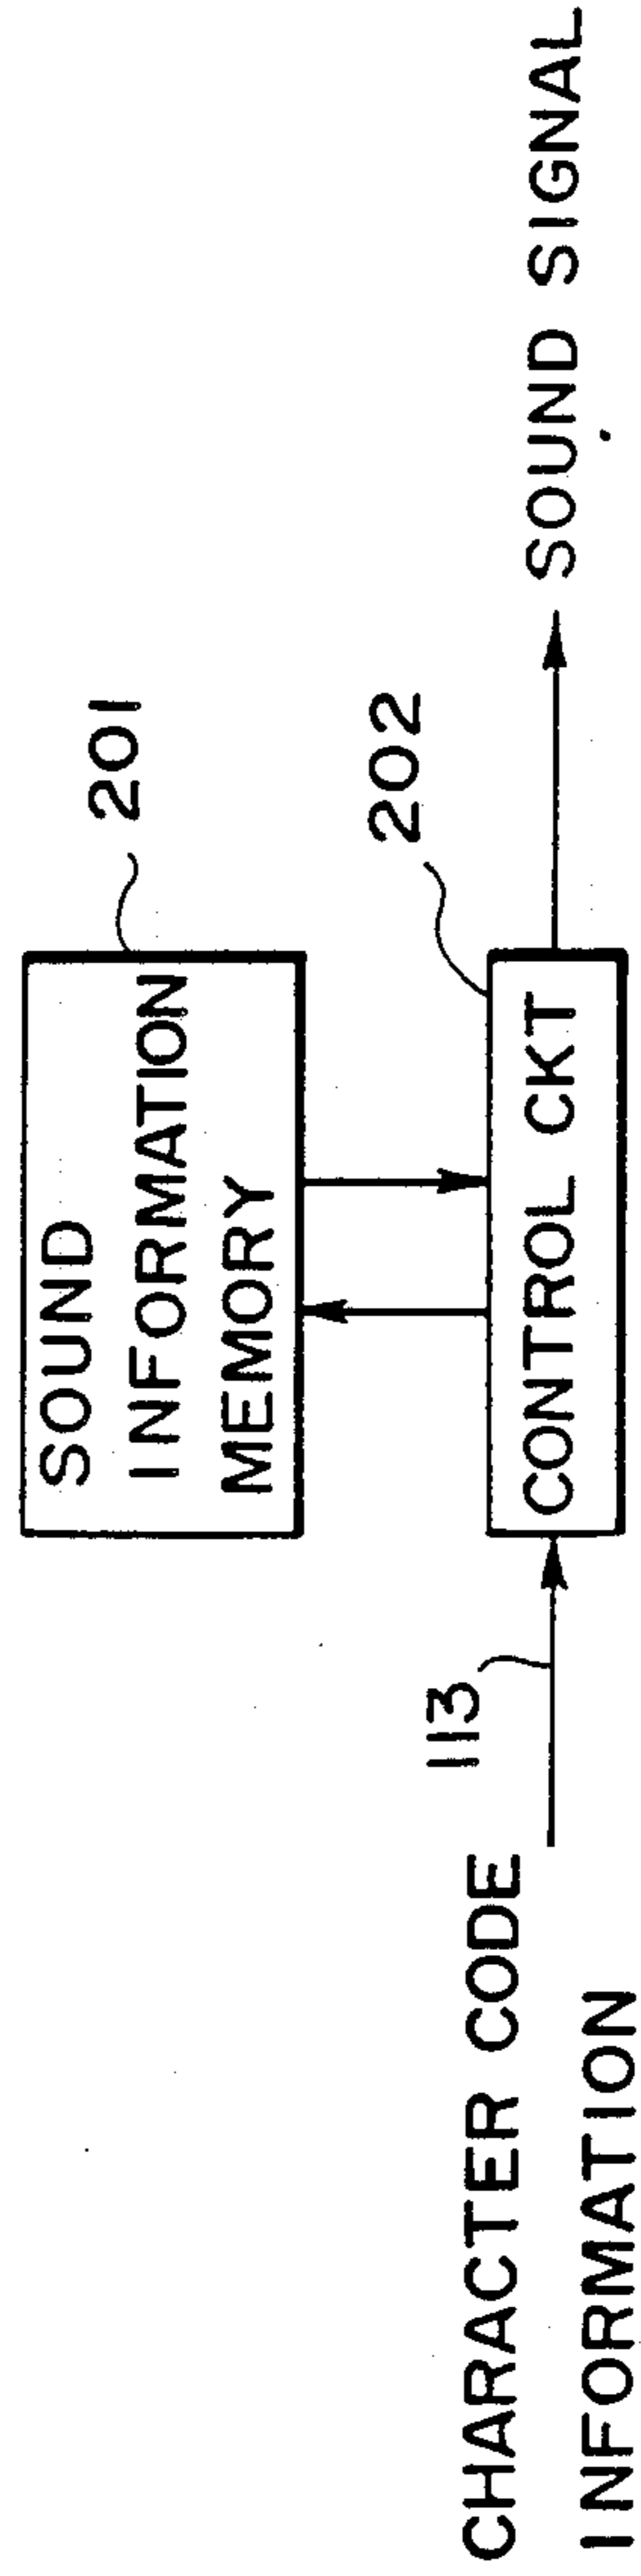 SOUND
INFORMATION
MEMORY
201
202
CHARACTER CODE
INFORMATION
113
CONTROL CKT
SOUND SIGNAL